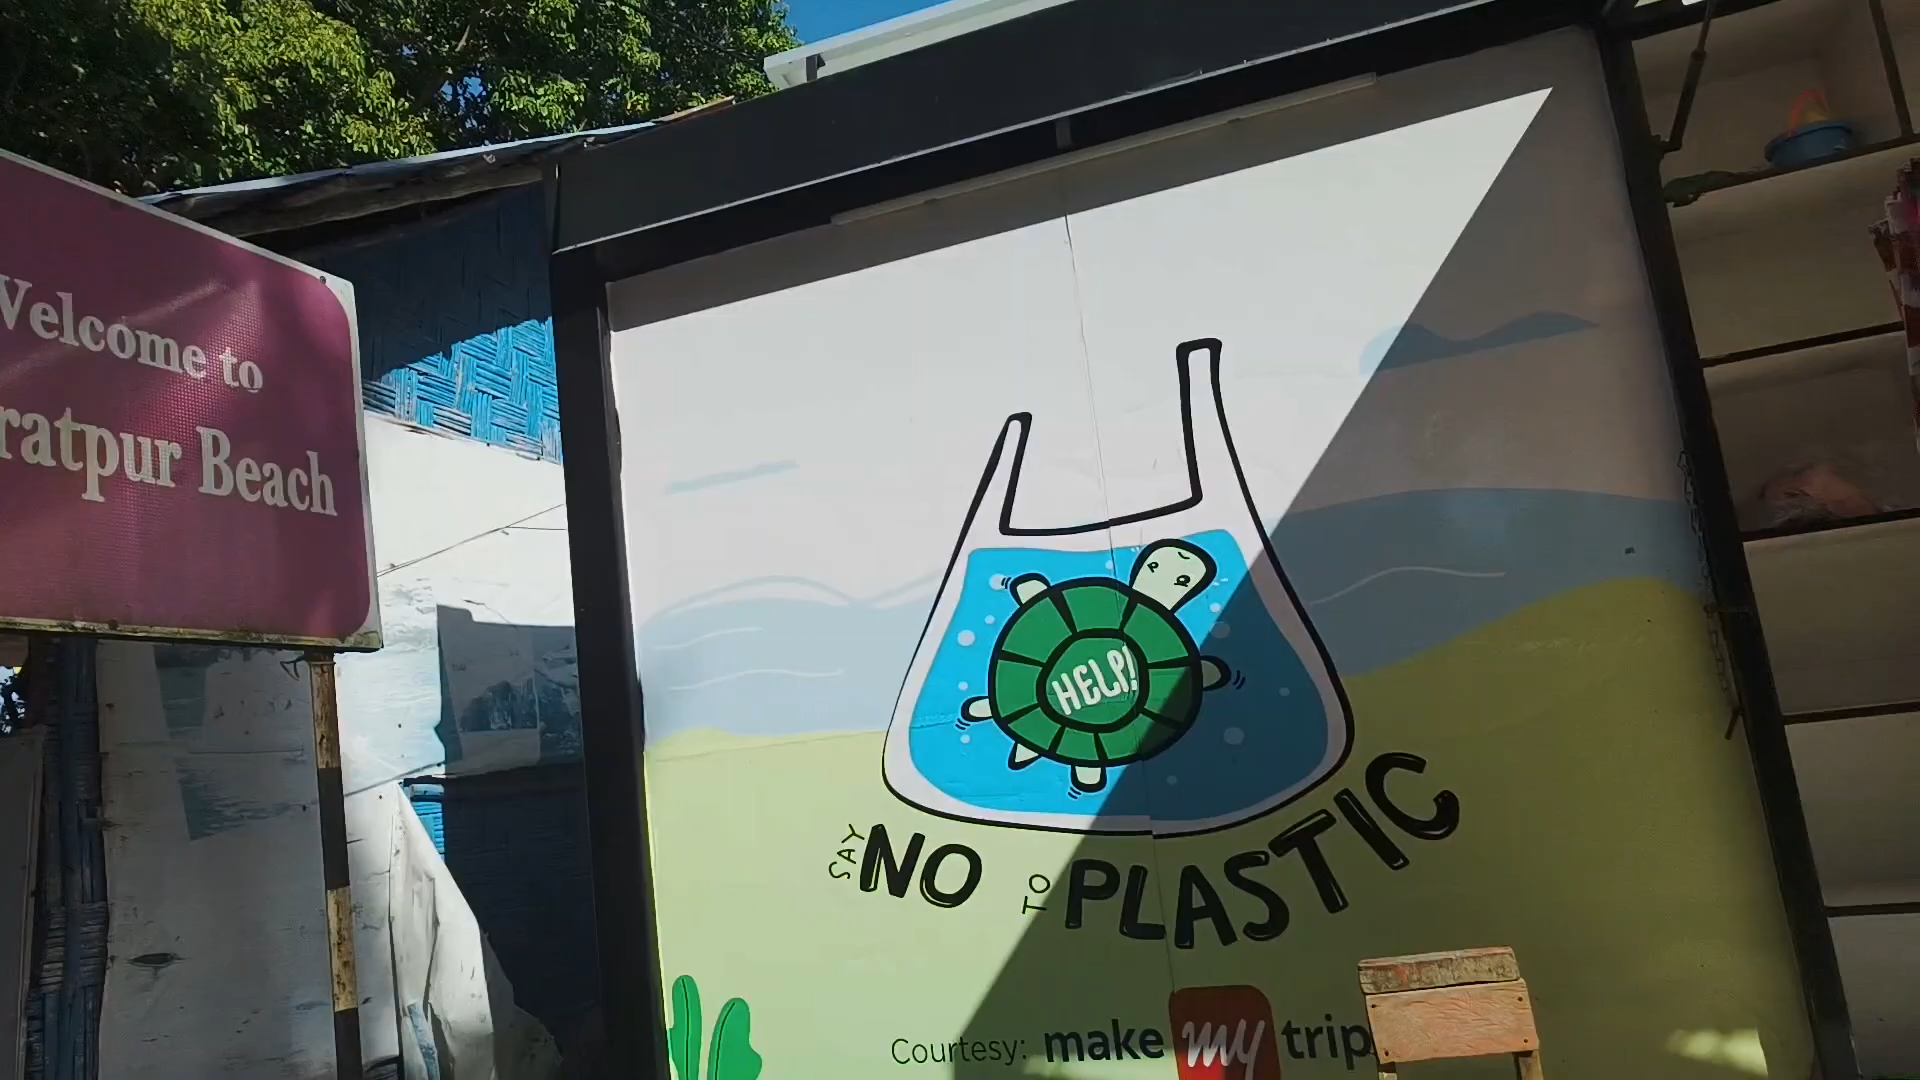 Welcome to
ratpur Beach
HELP!
SAY NO TO PLASTIC
Courtesy: make my trip